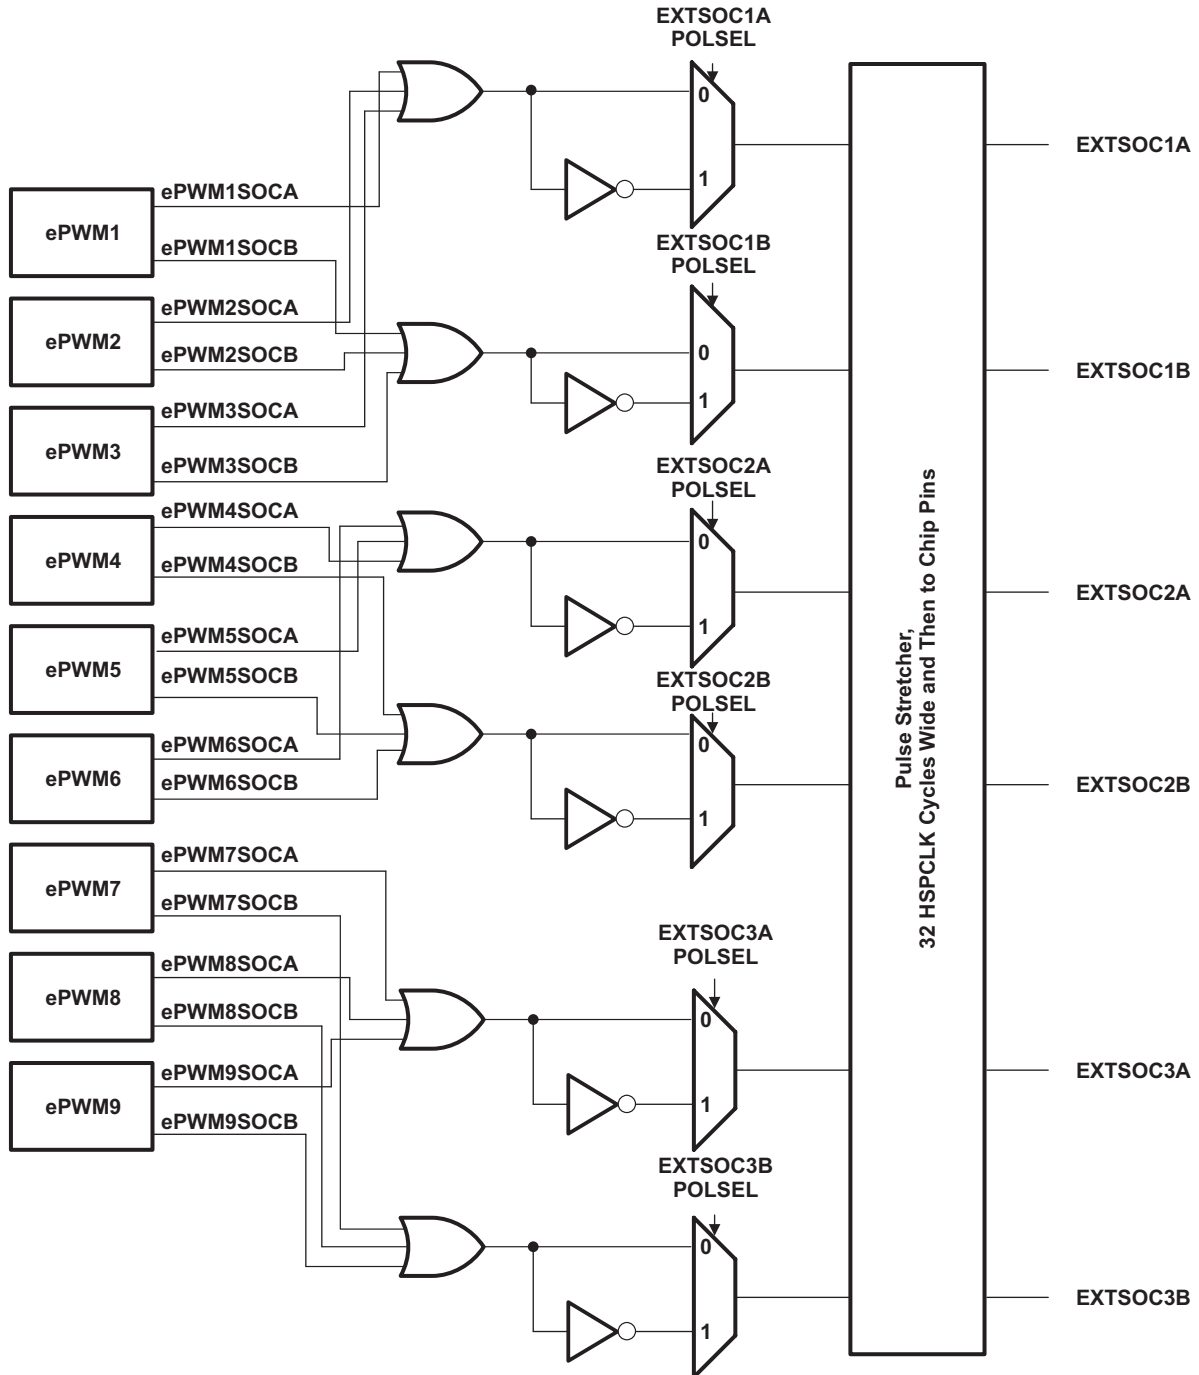 EXTSOC1A
POLSEL
0
1
EXTSOC1A
ePWM1
ePWM1SOCA
ePWM1SOCB
EXTSOC1B
POLSEL
0
1
EXTSOC1B
ePWM2
ePWM2SOCA
ePWM2SOCB
ePWM3
ePWM3SOCA
ePWM3SOCB
EXTSOC2A
POLSEL
0
1
EXTSOC2A
ePWM4
ePWM4SOCA
ePWM4SOCB
ePWM5
ePWM5SOCA
ePWM5SOCB
EXTSOC2B
POLSEL
0
1
EXTSOC2B
ePWM6
ePWM6SOCA
ePWM6SOCB
Pulse Stretcher,
32 HSPCLK Cycles Wide and Then to Chip Pins
ePWM7
ePWM7SOCA
ePWM7SOCB
EXTSOC3A
POLSEL
0
1
EXTSOC3A
ePWM8
ePWM8SOCA
ePWM8SOCB
ePWM9
ePWM9SOCA
ePWM9SOCB
EXTSOC3B
POLSEL
0
1
EXTSOC3B